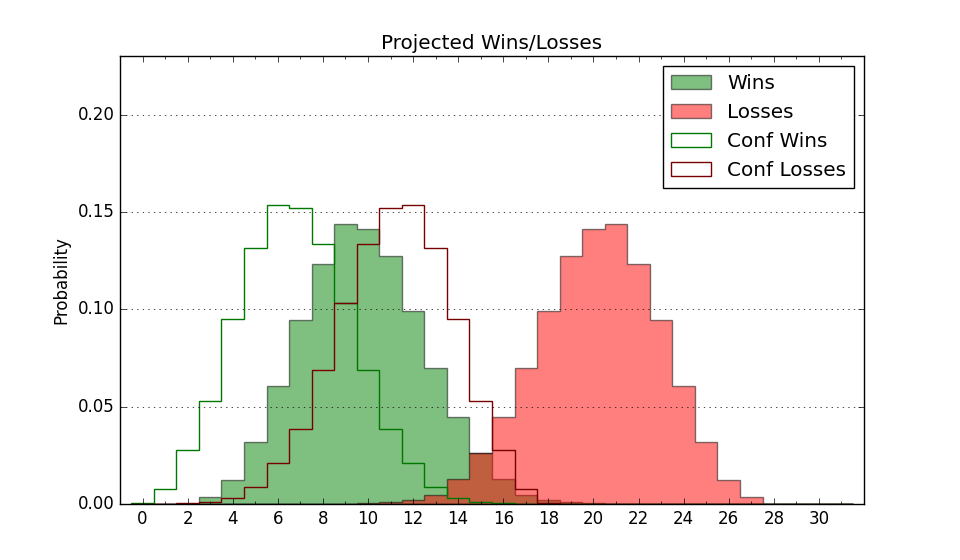 Projected Wins/Losses
Wins
Losses
Conf Wins
Conf Losses
Probability
0.20
0.15
0.10
0.05
0.00
0 2 4 6 8 10 12 14 16 18 20 22 24 26 28 30